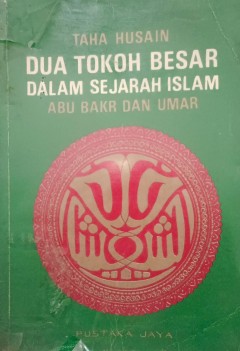 TAHA HUSAIN
DUA TOKOH BESAR
DALAM SEJARAH ISLAM
ABU BAKR DAN UMAR
PUSTAKA JAYA